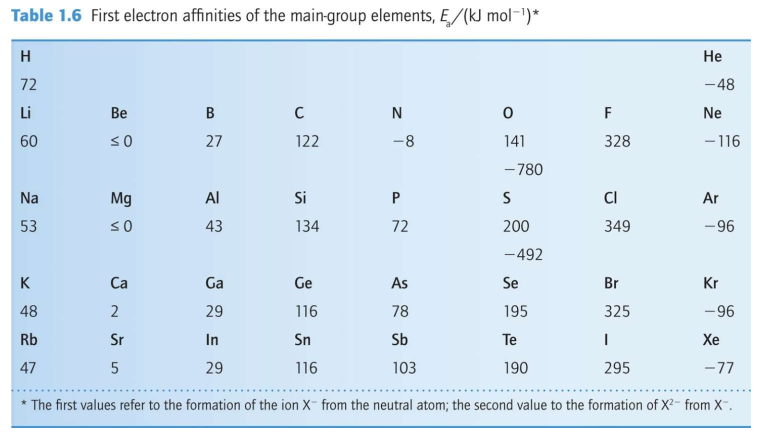 Table 1.6 First electron affinities of the main-group elements, Eₐ/(kJ mol⁻¹)*
H He
72 −48
Li Be B C N O F Ne
60 ≤ 0 27 122 −8 141 328 −116
−780
Na Mg Al Si P S Cl Ar
53 ≤ 0 43 134 72 200 349 −96
−492
K Ca Ga Ge As Se Br Kr
48 2 29 116 78 195 325 −96
Rb Sr In Sn Sb Te I Xe
47 5 29 116 103 190 295 −77
* The first values refer to the formation of the ion X⁻ from the neutral atom; the second value to the formation of X²⁻ from X⁻.